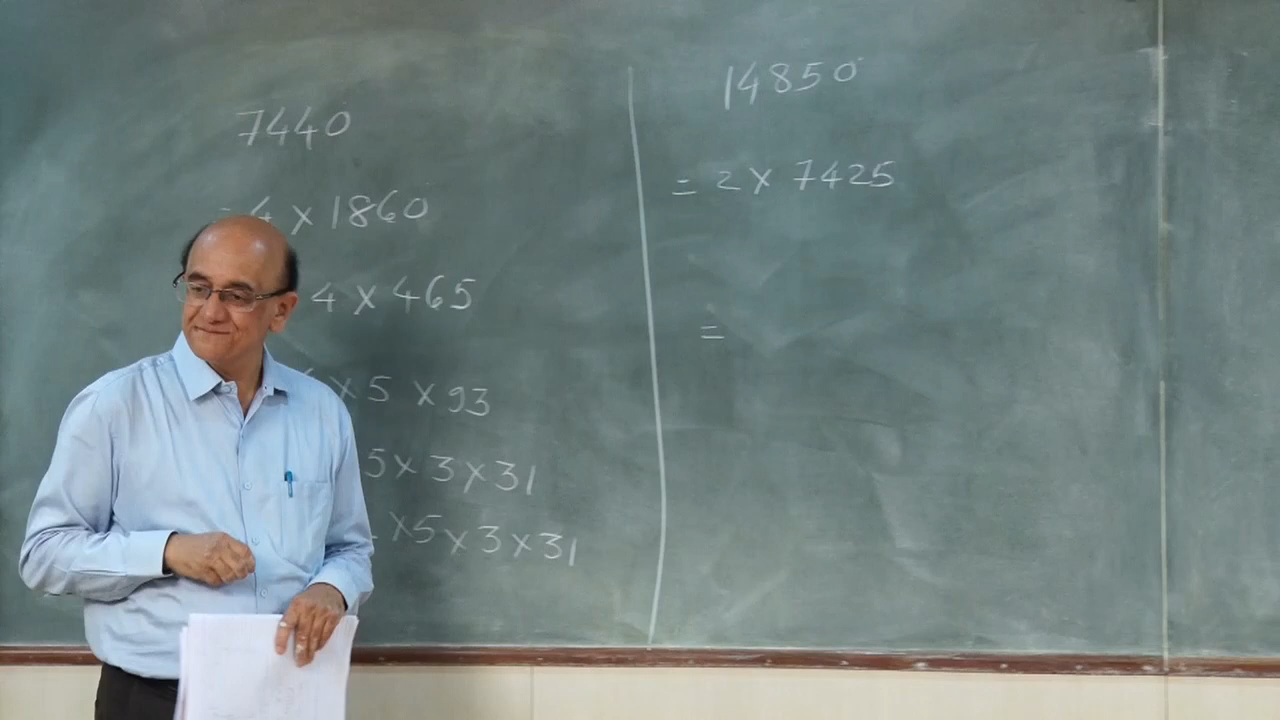 7440
= 4 × 1860
4 × 465
× 5 × 93
5 × 3 × 31
× 5 × 3 × 31
14850
= 2 × 7425
=